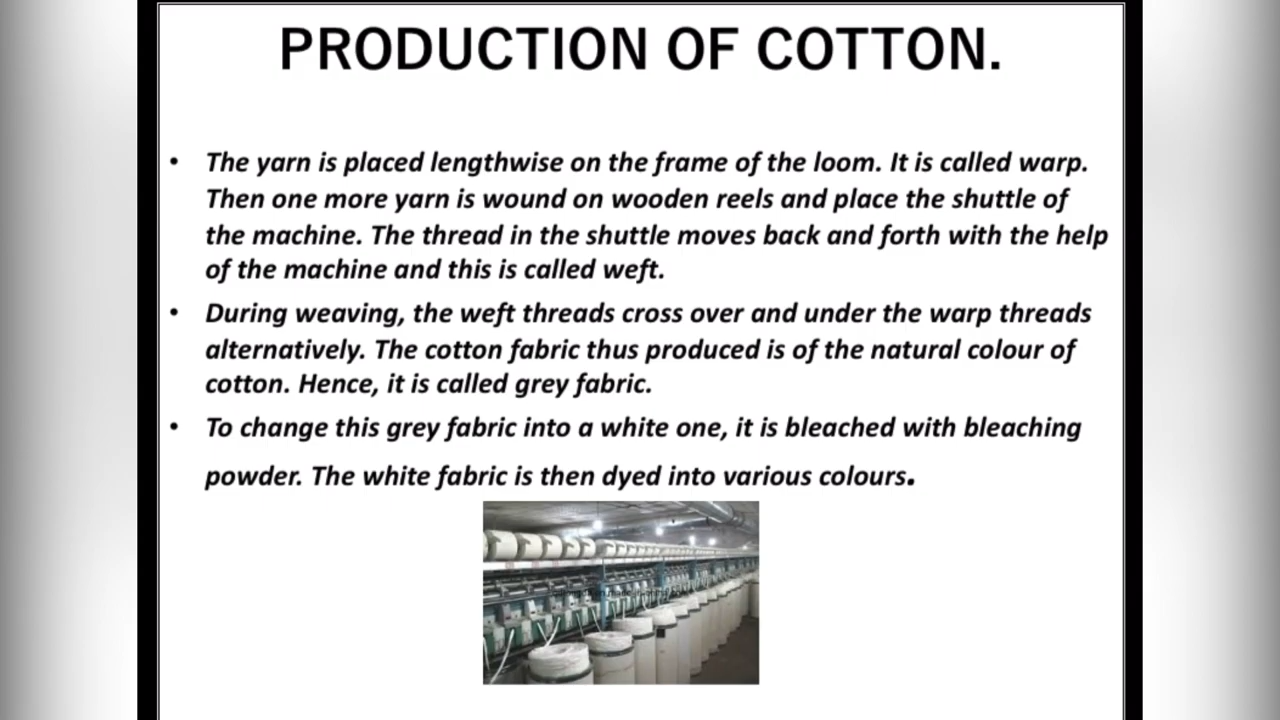 PRODUCTION OF COTTON.
• The yarn is placed lengthwise on the frame of the loom. It is called warp.
Then one more yarn is wound on wooden reels and place the shuttle of
the machine. The thread in the shuttle moves back and forth with the help
of the machine and this is called weft.
• During weaving, the weft threads cross over and under the warp threads
alternatively. The cotton fabric thus produced is of the natural colour of
cotton. Hence, it is called grey fabric.
• To change this grey fabric into a white one, it is bleached with bleaching
powder. The white fabric is then dyed into various colours.